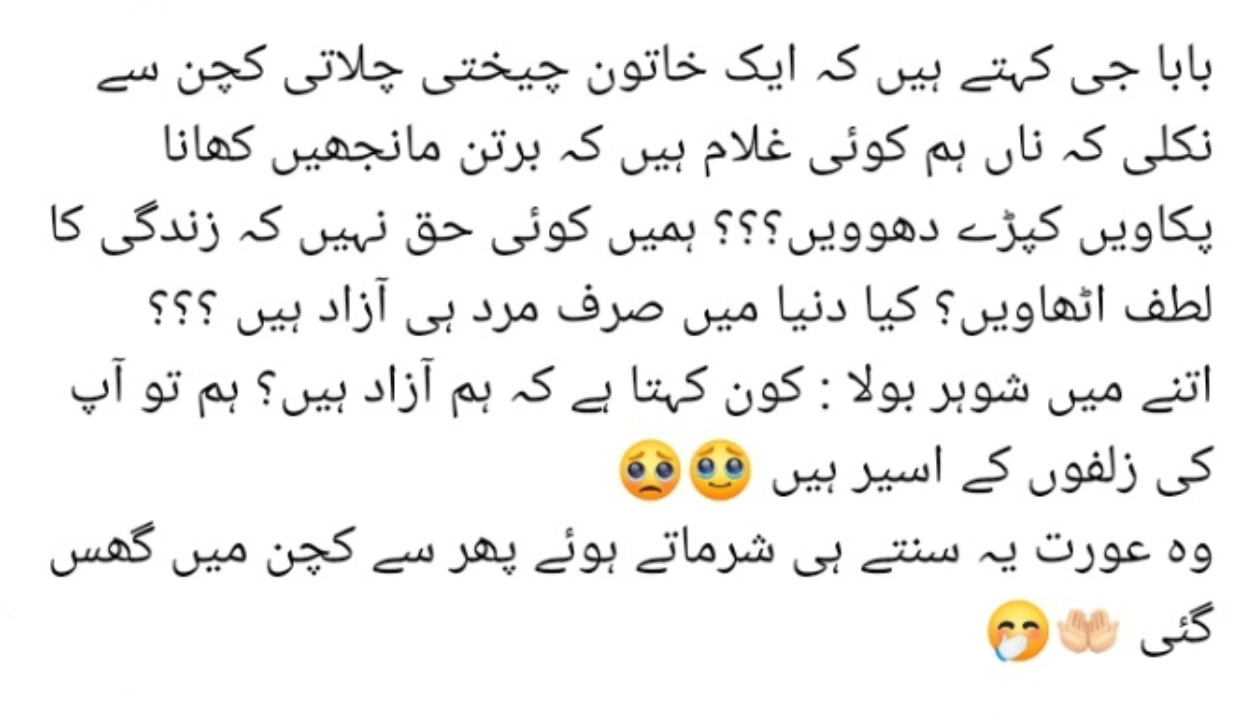 بابا جی کہتے ہیں کہ ایک خاتون چیختی چلاتی کچن سے
نکلی کہ ناں ہم کوئی غلام ہیں کہ برتن مانجھیں کھانا
پکاویں کپڑے دھوویں؟؟؟ ہمیں کوئی حق نہیں کہ زندگی کا
لطف اٹھاویں؟ کیا دنیا میں صرف مرد ہی آزاد ہیں ؟؟؟
اتنے میں شوہر بولا : کون کہتا ہے کہ ہم آزاد ہیں؟ ہم تو آپ
کی زلفوں کے اسیر ہیں 🥹😥
وہ عورت یہ سنتے ہی شرماتے ہوئے پھر سے کچن میں گھس
گئی 🤲🏻🤭